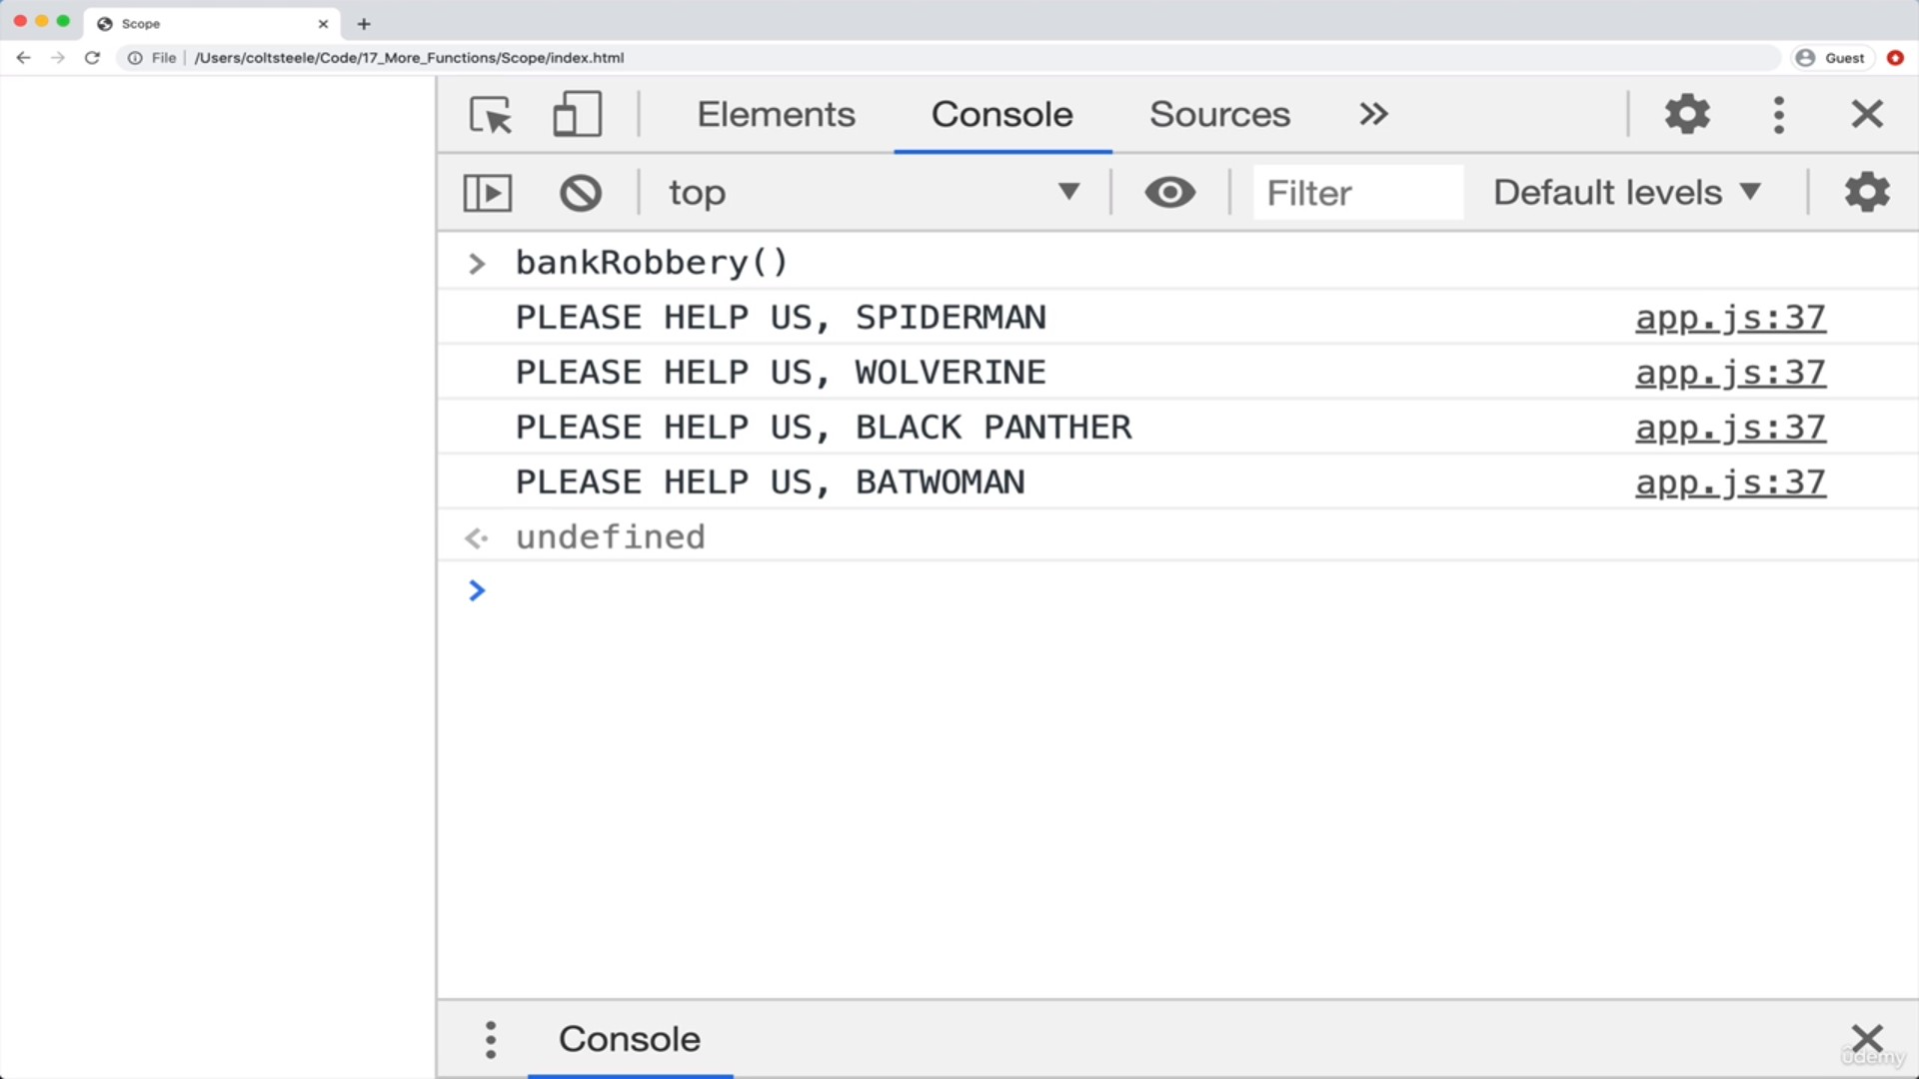 Scope
File | /Users/coltsteele/Code/17_More_Functions/Scope/index.html
Guest
Elements Console Sources
top Filter Default levels
bankRobbery()
PLEASE HELP US, SPIDERMAN app.js:37
PLEASE HELP US, WOLVERINE app.js:37
PLEASE HELP US, BLACK PANTHER app.js:37
PLEASE HELP US, BATWOMAN app.js:37
undefined
Console
ûdemy